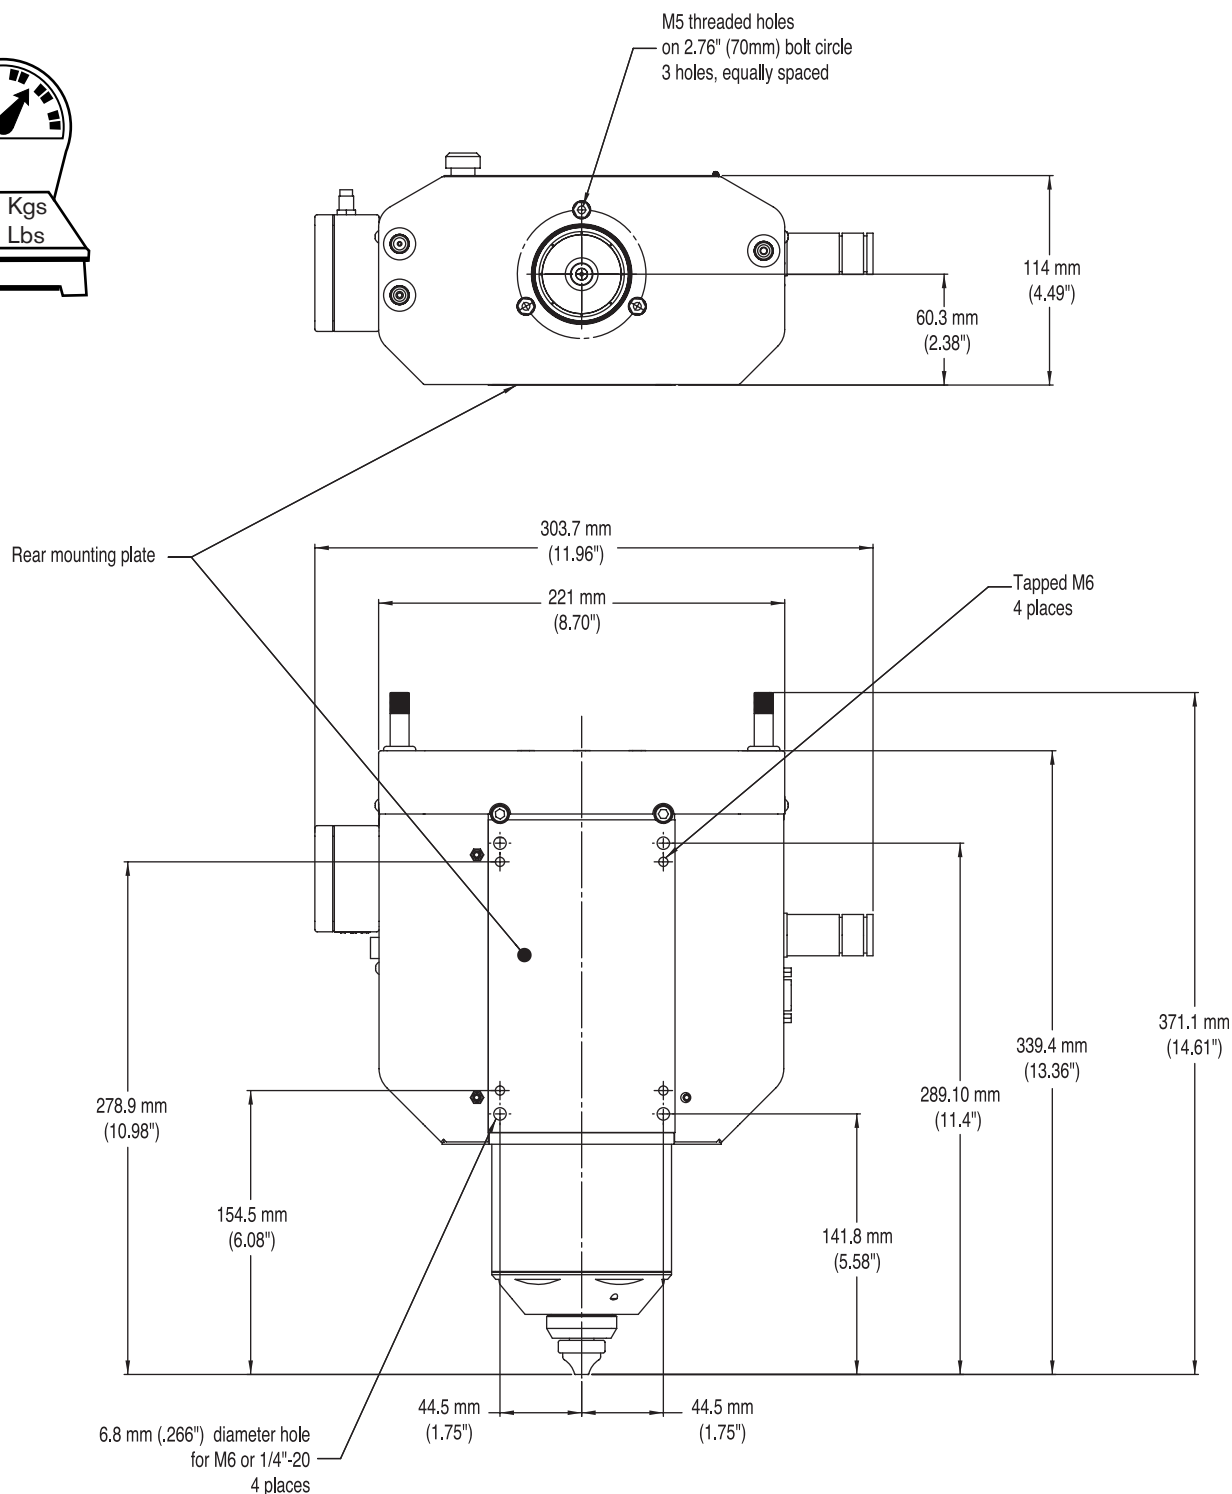 M5 threaded holes
on 2.76" (70mm) bolt circle
3 holes, equally spaced
Kgs
Lbs
114 mm
(4.49")
60.3 mm
(2.38")
Rear mounting plate
303.7 mm
(11.96")
221 mm
(8.70")
Tapped M6
4 places
371.1 mm
(14.61")
339.4 mm
(13.36")
289.10 mm
(11.4")
278.9 mm
(10.98")
154.5 mm
(6.08")
141.8 mm
(5.58")
44.5 mm
(1.75")
44.5 mm
(1.75")
6.8 mm (.266") diameter hole
for M6 or 1/4"-20
4 places